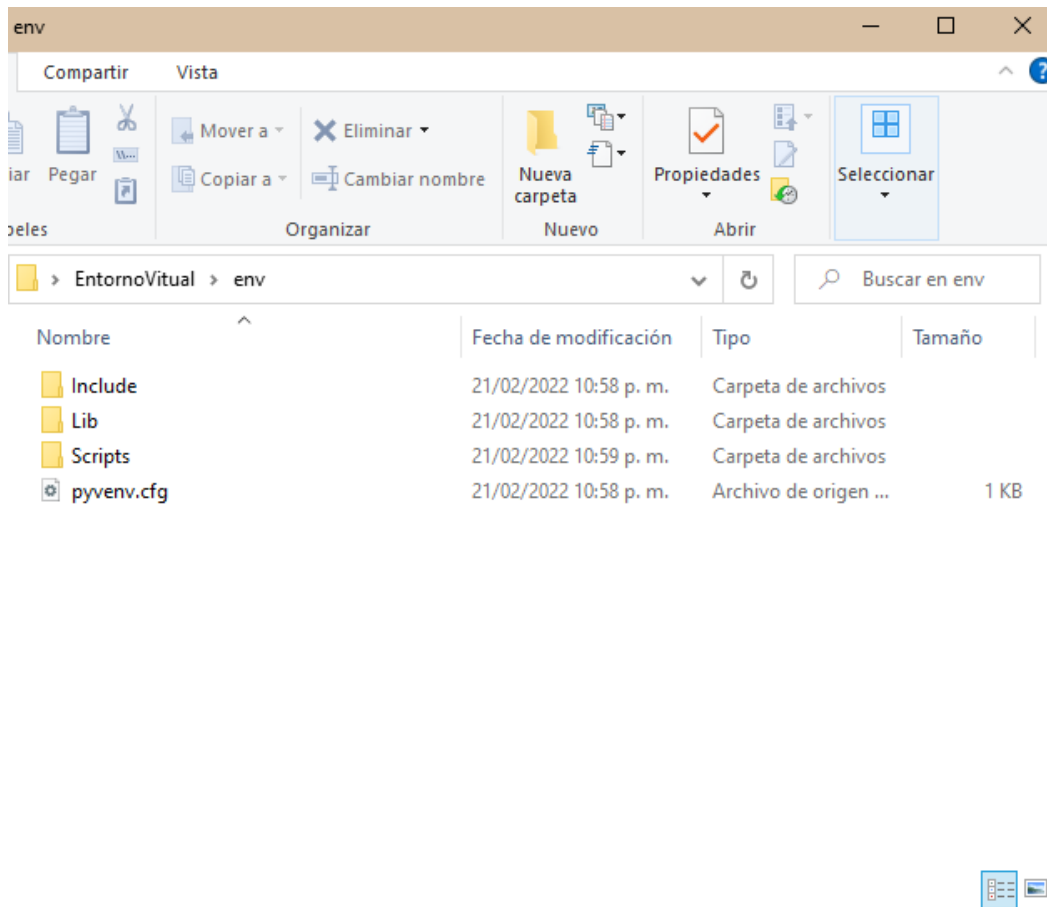 env
Compartir Vista
iar Pegar Mover a Eliminar
Copiar a Cambiar nombre
Nueva carpeta
Propiedades
Seleccionar
peles Organizar Nuevo Abrir
> EntornoVitual > env
Buscar en env
Nombre Fecha de modificación Tipo Tamaño
Include 21/02/2022 10:58 p. m. Carpeta de archivos
Lib 21/02/2022 10:58 p. m. Carpeta de archivos
Scripts 21/02/2022 10:59 p. m. Carpeta de archivos
pyvenv.cfg 21/02/2022 10:58 p. m. Archivo de origen ... 1 KB